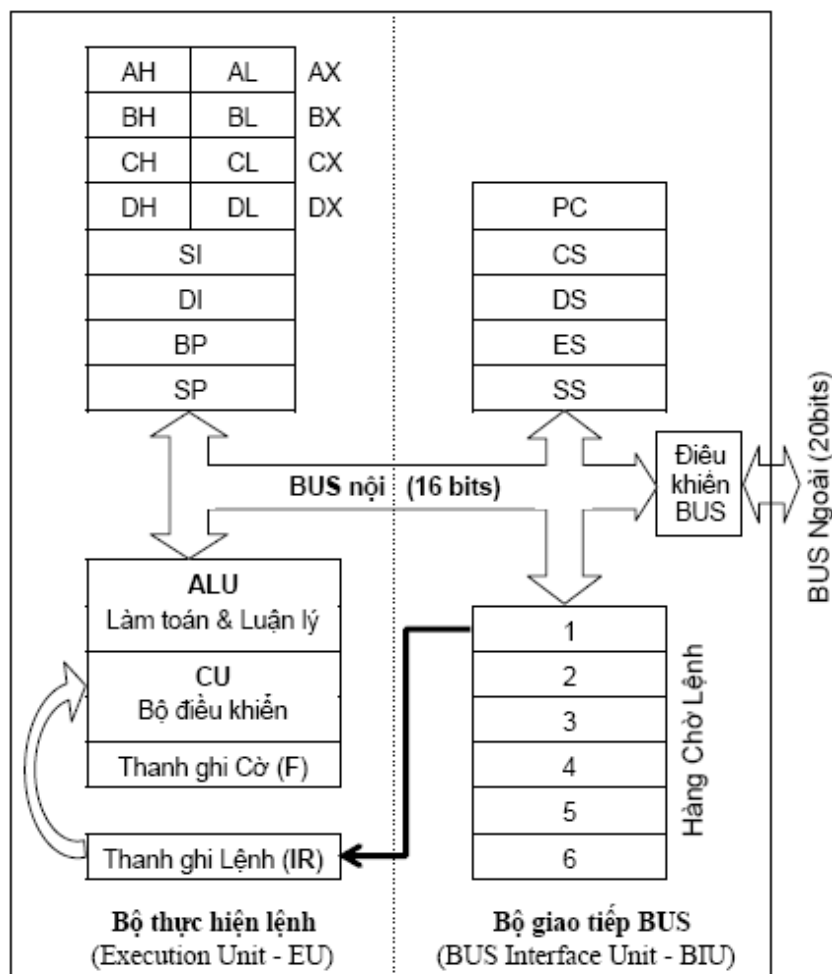 AH AL AX
BH BL BX
CH CL CX
DH DL DX
SI
DI
BP
SP
PC
CS
DS
ES
SS
BUS nội (16 bits)
Điều
khiển
BUS
BUS Ngoài (20bits)
ALU
Làm toán & Luận lý
CU
Bộ điều khiển
Thanh ghi Cờ (F)
Thanh ghi Lệnh (IR)
1
2
3
4
5
6
Hàng Chờ Lệnh
Bộ thực hiện lệnh
(Execution Unit - EU)
Bộ giao tiếp BUS
(BUS Interface Unit - BIU)